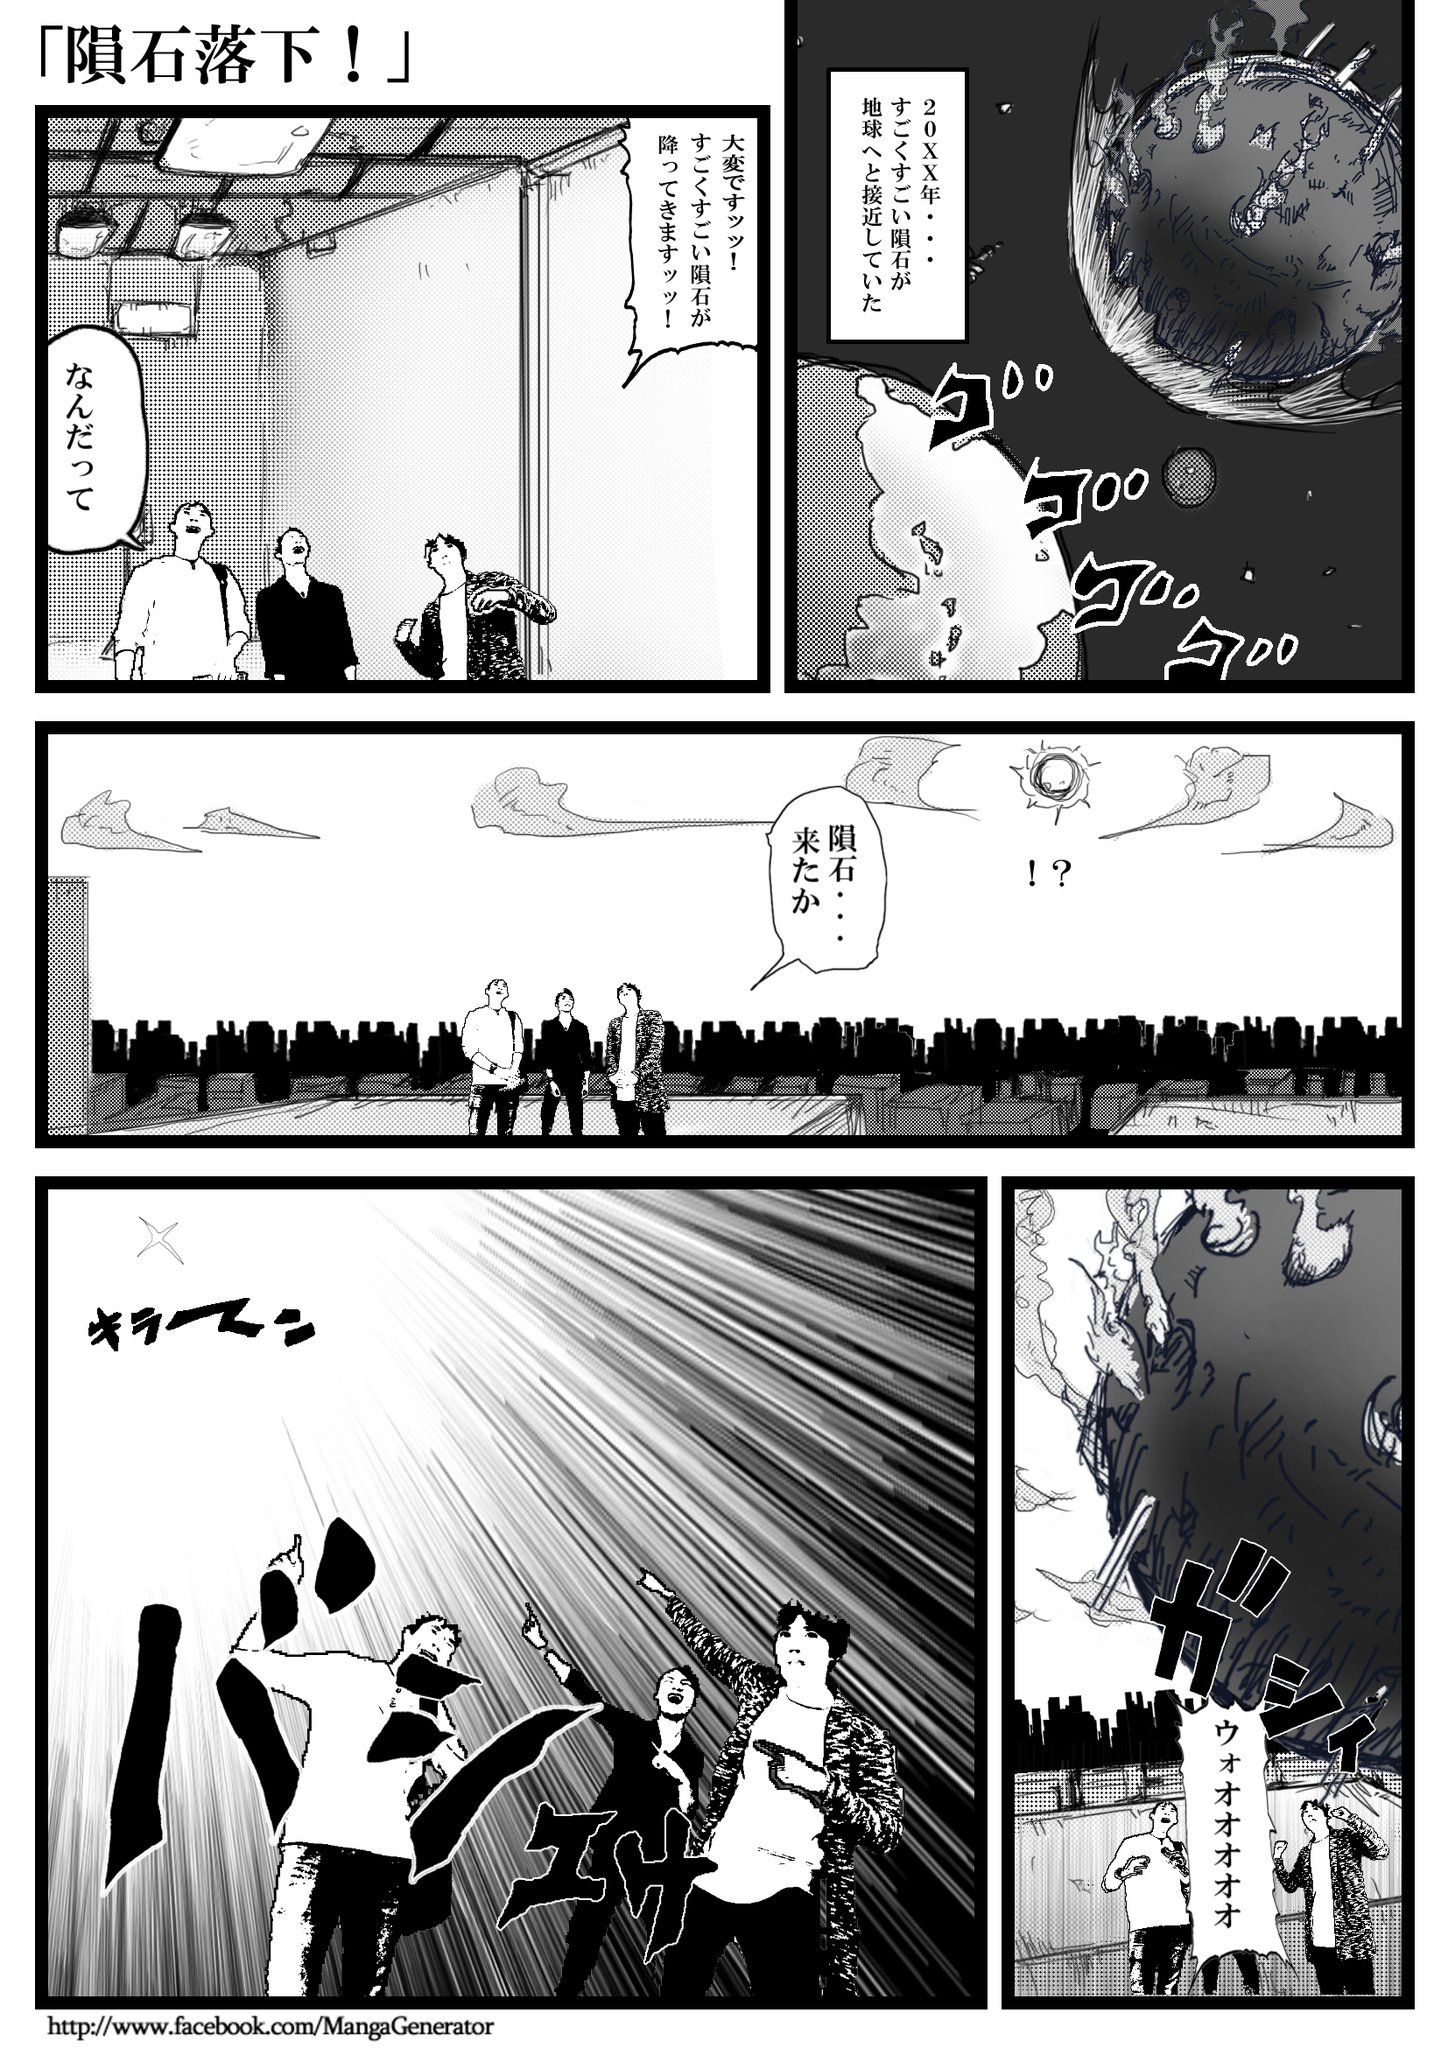 「隕石落下！」
２０ＸＸ年・・・
すごくすごい隕石が
地球へと接近していた
ゴゴゴゴ
大変ですッッ！
すごくすごい隕石が
降ってきますッッ！
なんだって
！？
隕石・・・
来たか
ガシィ
ウォオオオオオオ
キラーン
バシュウ
http://www.facebook.com/MangaGenerator